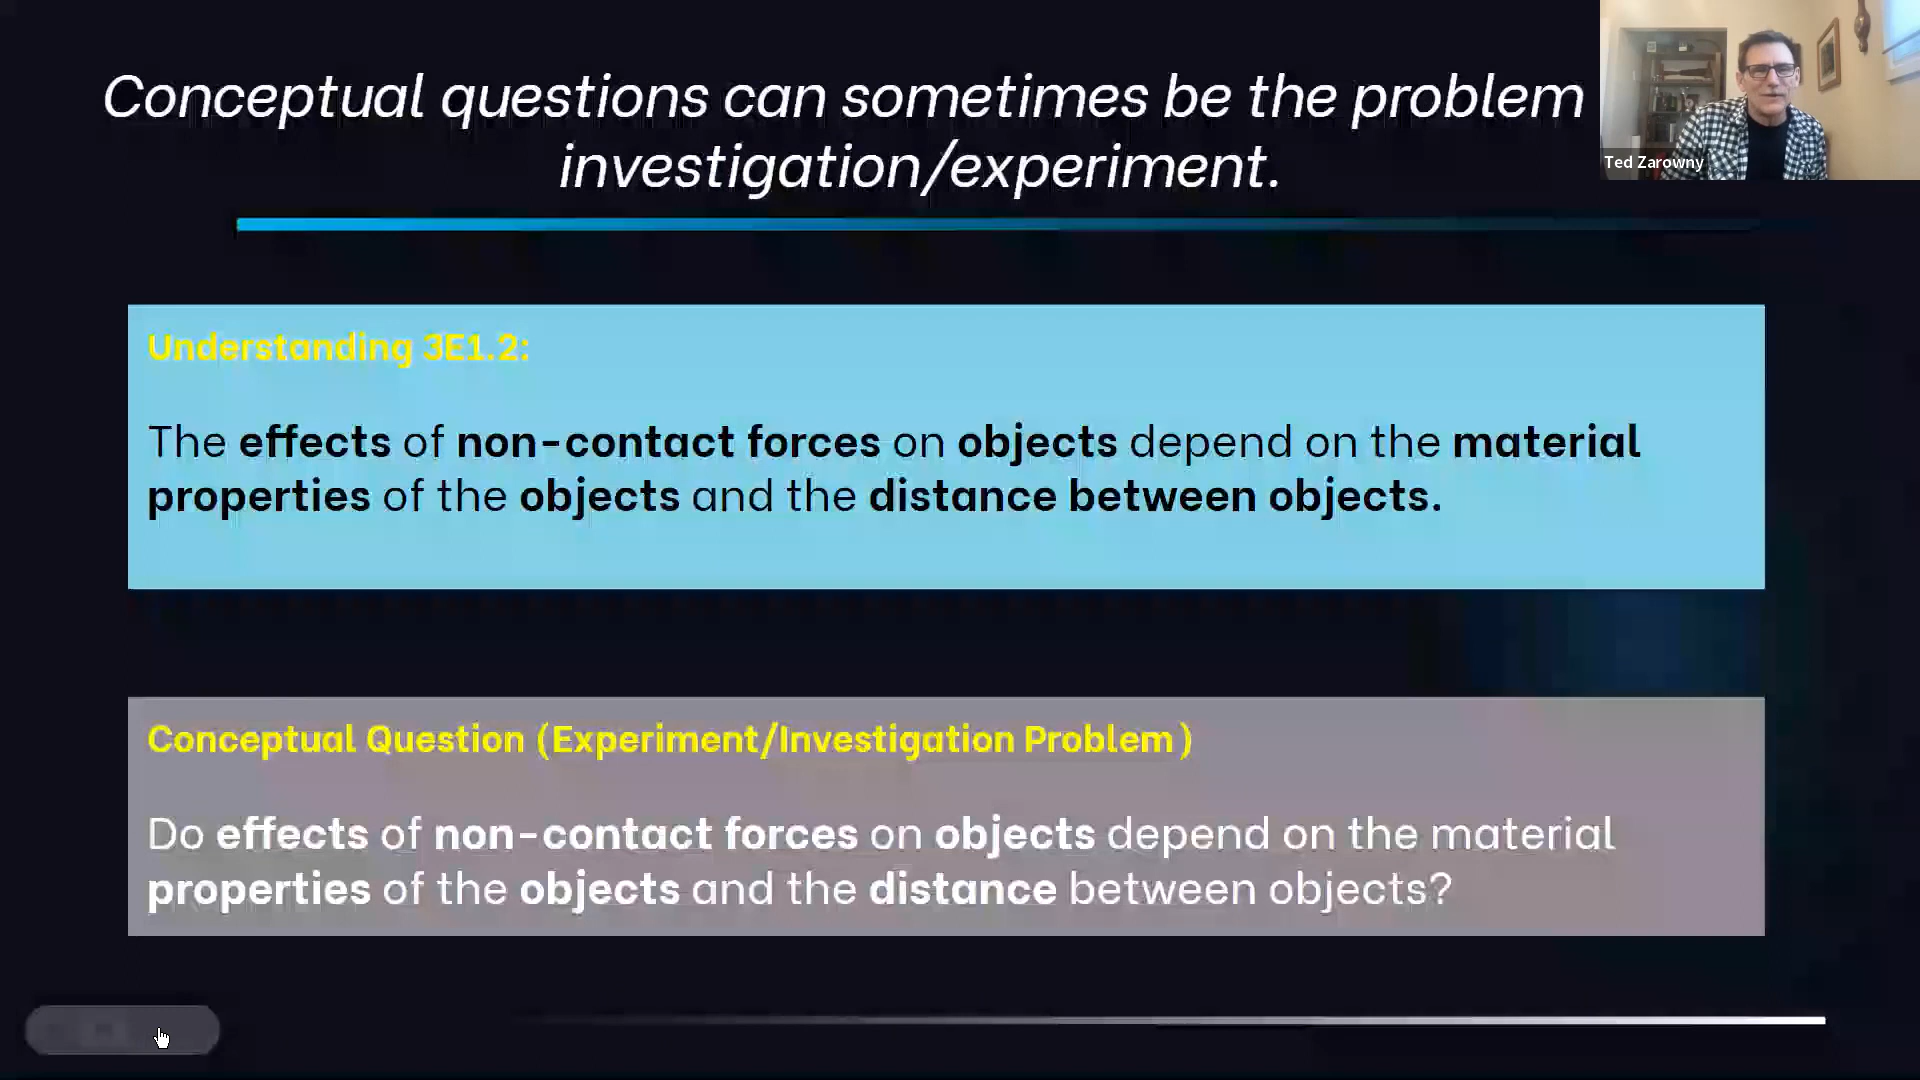 Conceptual questions can sometimes be the problem
investigation/experiment.
Ted Zarowny
Understanding 3E1.2:
The effects of non-contact forces on objects depend on the material
properties of the objects and the distance between objects.
Conceptual Question (Experiment/Investigation Problem)
Do effects of non-contact forces on objects depend on the material
properties of the objects and the distance between objects?